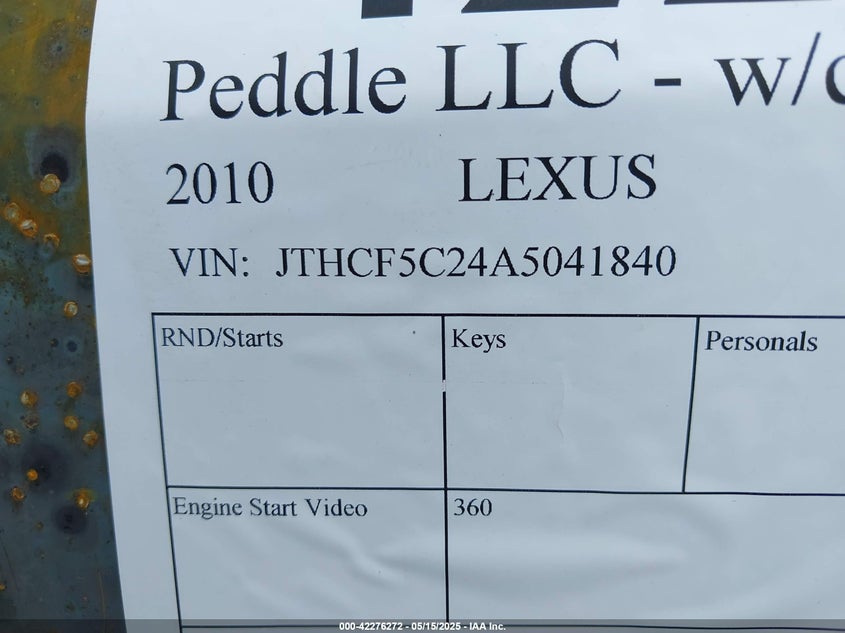 Peddle LLC - w/
2010 LEXUS
VIN: JTHCF5C24A5041840
RND/Starts Keys Personals
Engine Start Video 360
000-42276272 - 05/15/2025 - IAA Inc.